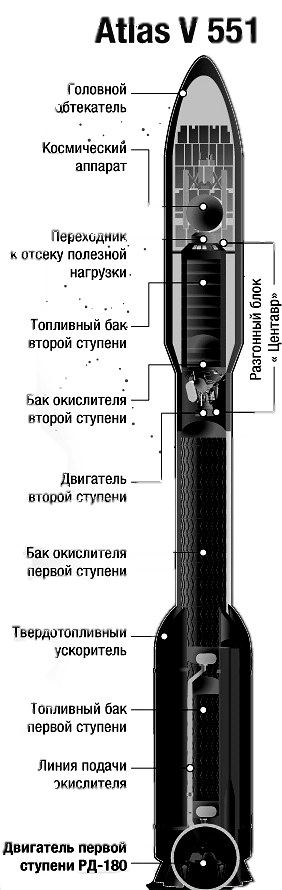 Atlas V 551
Головной
обтекатель
Космический
аппарат
Переходник
к отсеку полезной
нагрузки
Разгонный блок
« Центавр»
Топливный бак
второй ступени
Бак окислителя
второй ступени
Двигатель
второй ступени
Бак окислителя
первой ступени
Твердотопливный
ускоритель
Топливный бак
первой ступени
Линия подачи
окислителя
Двигатель первой
ступени РД-180